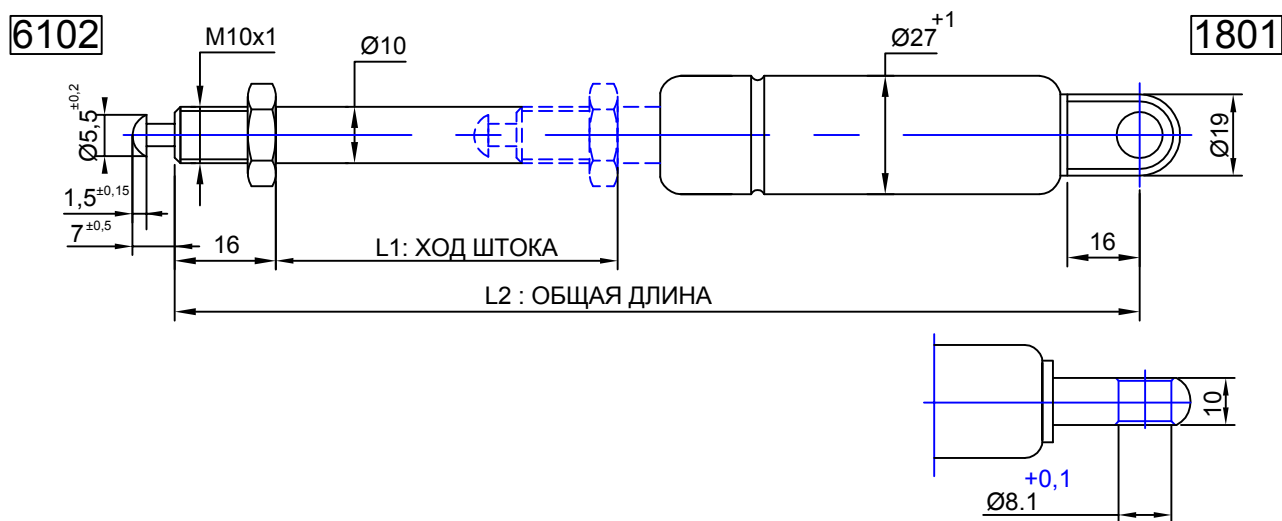 6102
M10x1
Ø10
Ø27 +1
1801
Ø5,5 ±0,2
Ø19
1,5 ±0,15
7 ±0,5
16
L1: ХОД ШТОКА
16
L2 : ОБЩАЯ ДЛИНА
10
+0,1
Ø8.1